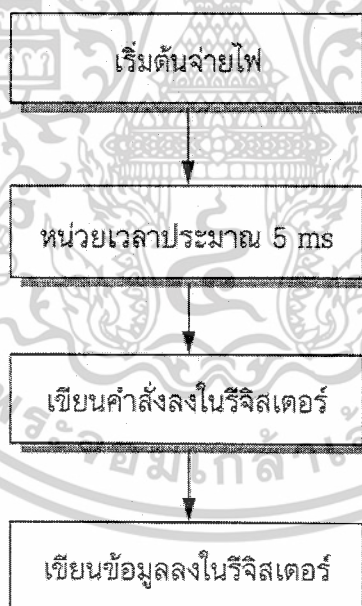 เริ่มต้นจ่ายไฟ
หน่วยเวลาประมาณ 5 ms
เขียนคำสั่งลงในรีจิสเตอร์
เขียนข้อมูลลงในรีจิสเตอร์